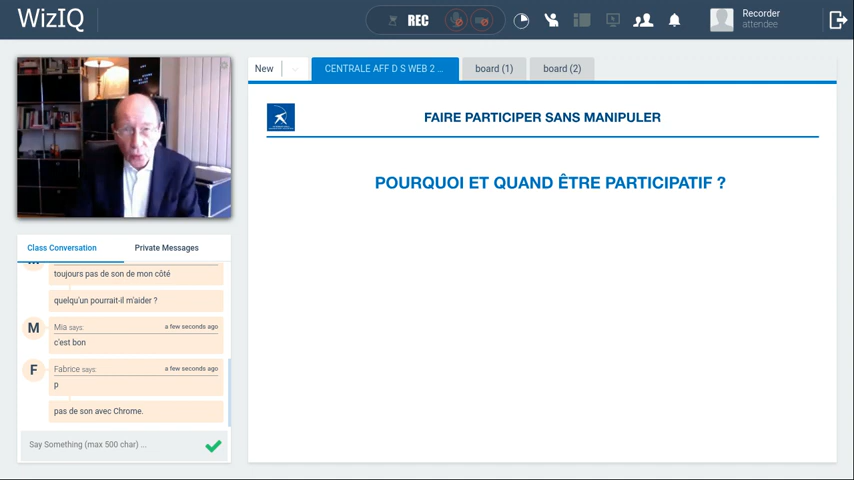 WizIQ
REC
Recorder
attendee
New
CENTRALE AFF D S WEB 2 ...
board (1)
board (2)
FAIRE PARTICIPER SANS MANIPULER
POURQUOI ET QUAND ÊTRE PARTICIPATIF ?
Class Conversation
Private Messages
toujours pas de son de mon côté
quelqu'un pourrait-il m'aider ?
M
Mia says:
a few seconds ago
c'est bon
F
Fabrice says:
a few seconds ago
p
pas de son avec Chrome.
Say Something (max 500 char) ...